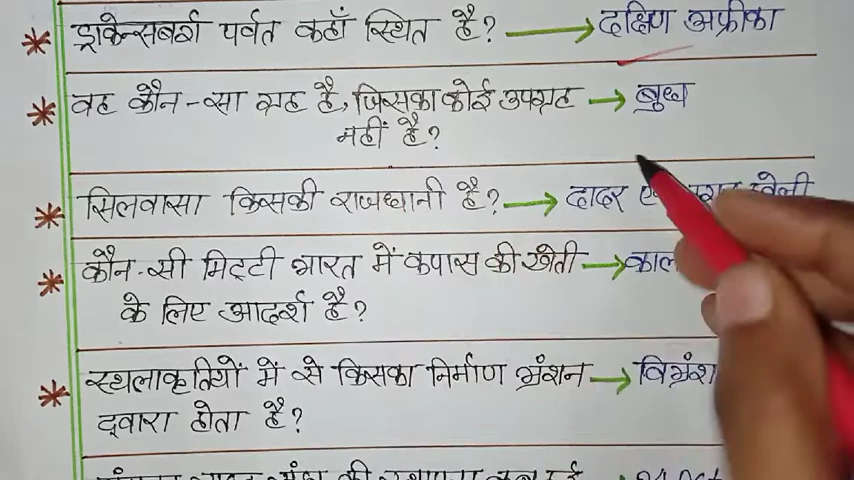 ड्राकेन्सबर्ग पर्वत कहाँ स्थित है? दक्षिण अफ्रीका
वह कौन-सा ग्रह है, जिसका कोई उपग्रह बुध
नहीं है?
सिलवासा किसकी राजधानी है? दादर
कौन-सी मिट्टी भारत में कपास की खेती
के लिए आदर्श है?
स्थलाकृतियों में से किसका निर्माण भ्रंशन
द्वारा होता है?